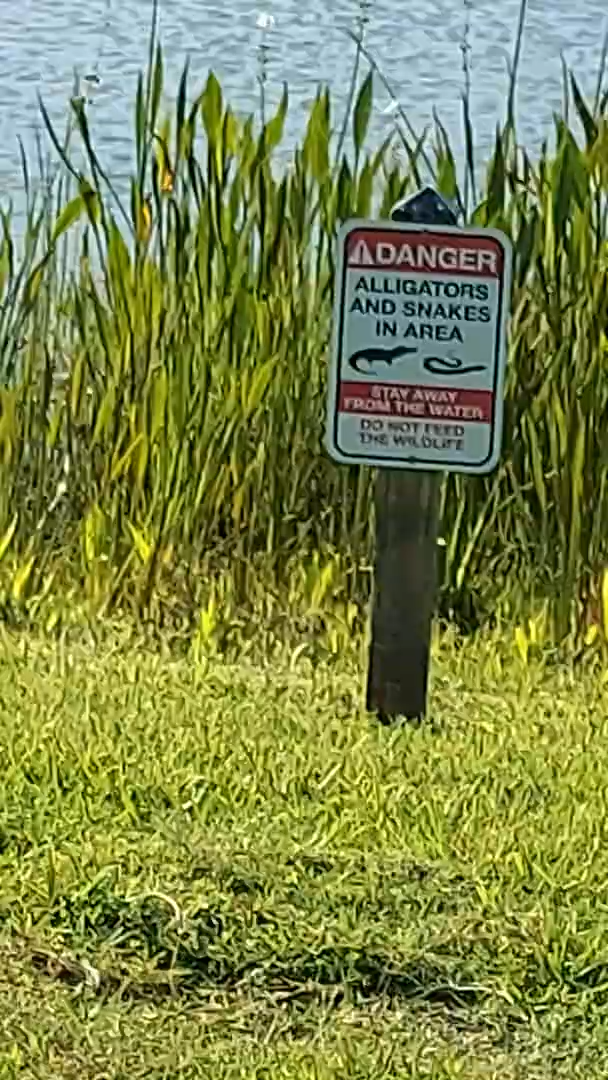 DANGER
ALLIGATORS
AND SNAKES
IN AREA
STAY AWAY
FROM THE WATER
DO NOT FEED
THE WILDLIFE